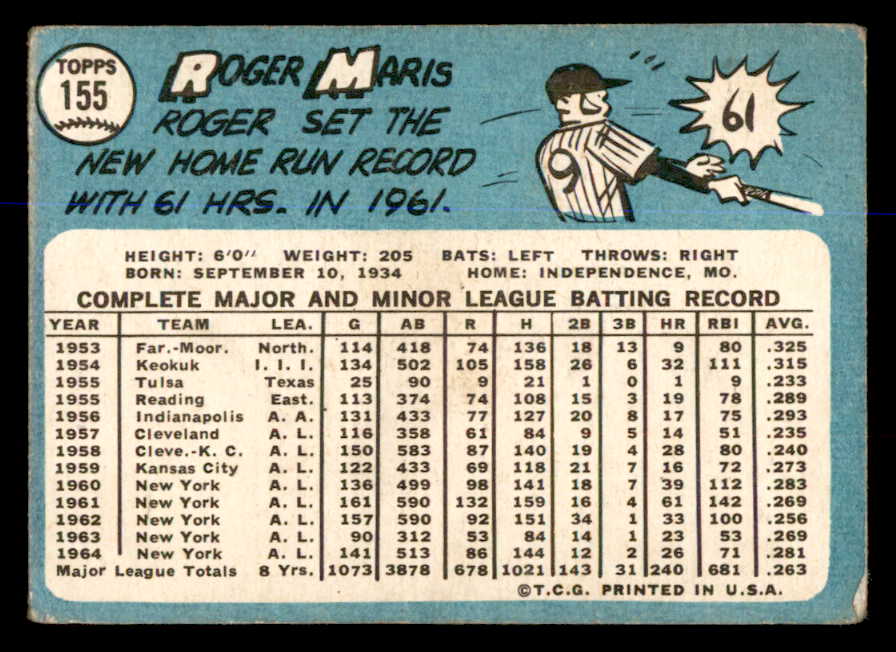 TOPPS
155
ROGER MARIS
ROGER SET THE
NEW HOME RUN RECORD
WITH 61 HRS. IN 1961.
61
9
HEIGHT: 6'0" WEIGHT: 205 BATS: LEFT THROWS: RIGHT
BORN: SEPTEMBER 10, 1934 HOME: INDEPENDENCE, MO.
COMPLETE MAJOR AND MINOR LEAGUE BATTING RECORD
YEAR TEAM LEA. G AB R H 2B 3B HR RBI AVG.
1953 Far.-Moor. North. 114 418 74 136 18 13 9 80 .325
1954 Keokuk I. I. I. 134 502 105 158 26 6 32 111 .315
1955 Tulsa Texas 25 90 9 21 1 0 1 9 .233
1955 Reading East. 113 374 74 108 15 3 19 78 .289
1956 Indianapolis A. A. 131 433 77 127 20 8 17 75 .293
1957 Cleveland A. L. 116 358 61 84 9 5 14 51 .235
1958 Cleve.-K. C. A. L. 150 583 87 140 19 4 28 80 .240
1959 Kansas City A. L. 122 433 69 118 21 7 16 72 .273
1960 New York A. L. 136 499 98 141 18 7 39 112 .283
1961 New York A. L. 161 590 132 159 16 4 61 142 .269
1962 New York A. L. 157 590 92 151 34 1 33 100 .256
1963 New York A. L. 90 312 53 84 14 1 23 53 .269
1964 New York A. L. 141 513 86 144 12 2 26 71 .281
Major League Totals 8 Yrs. 1073 3878 678 1021 143 31 240 681 .263
©T.C.G. PRINTED IN U.S.A.